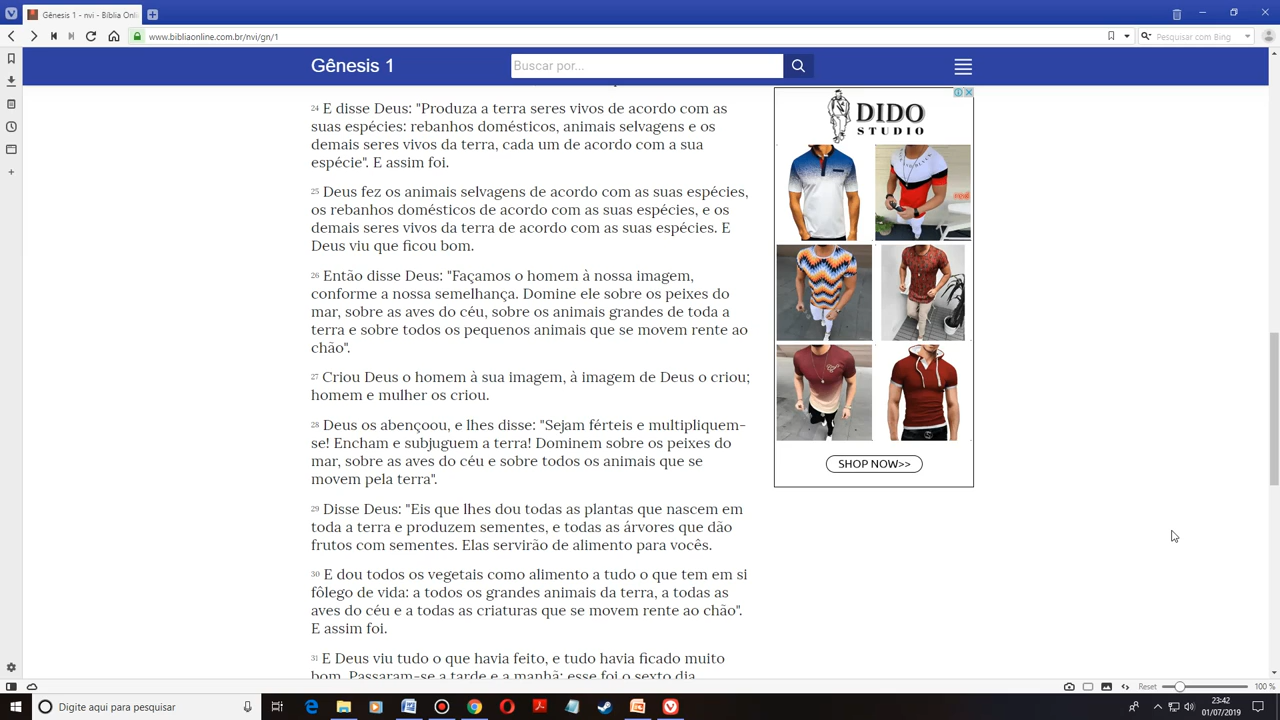 Gênesis 1 - nvi - Bíblia Onli
www.bibliaonline.com.br/nvi/gn/1
Pesquisar com Bing
Gênesis 1
Buscar por...
24 E disse Deus: "Produza a terra seres vivos de acordo com as
suas espécies: rebanhos domésticos, animais selvagens e os
demais seres vivos da terra, cada um de acordo com a sua
espécie". E assim foi.
25 Deus fez os animais selvagens de acordo com as suas espécies,
os rebanhos domésticos de acordo com as suas espécies, e os
demais seres vivos da terra de acordo com as suas espécies. E
Deus viu que ficou bom.
26 Então disse Deus: "Façamos o homem à nossa imagem,
conforme a nossa semelhança. Domine ele sobre os peixes do
mar, sobre as aves do céu, sobre os animais grandes de toda a
terra e sobre todos os pequenos animais que se movem rente ao
chão".
27 Criou Deus o homem à sua imagem, à imagem de Deus o criou;
homem e mulher os criou.
28 Deus os abençoou, e lhes disse: "Sejam férteis e multipliquem-
se! Encham e subjuguem a terra! Dominem sobre os peixes do
mar, sobre as aves do céu e sobre todos os animais que se
movem pela terra".
29 Disse Deus: "Eis que lhes dou todas as plantas que nascem em
toda a terra e produzem sementes, e todas as árvores que dão
frutos com sementes. Elas servirão de alimento para vocês.
30 E dou todos os vegetais como alimento a tudo o que tem em si
fôlego de vida: a todos os grandes animais da terra, a todas as
aves do céu e a todas as criaturas que se movem rente ao chão".
E assim foi.
31 E Deus viu tudo o que havia feito, e tudo havia ficado muito
bom. Passaram-se a tarde e a manhã; esse foi o sexto dia.
DIDO
STUDIO
SHOP NOW>>
Reset
100 %
Digite aqui para pesquisar
23:42
01/07/2019